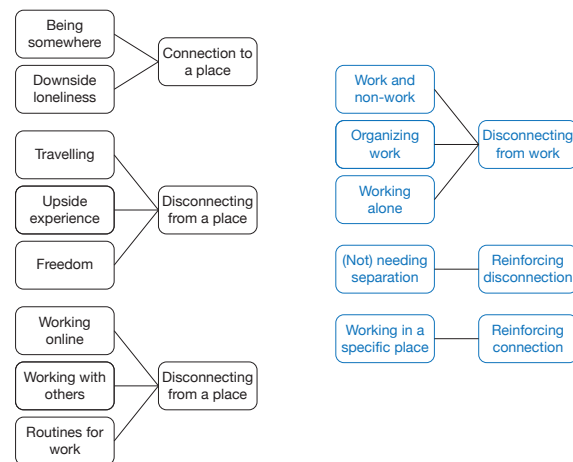 Being
somewhere
Downside
loneliness
Connection to
a place
Travelling
Upside
experience
Freedom
Disconnecting
from a place
Working
online
Working with
others
Routines for
work
Disconnecting
from a place
Work and
non-work
Organizing
work
Working
alone
Disconnecting
from work
(Not) needing
separation
Reinforcing
disconnection
Working in a
specific place
Reinforcing
connection